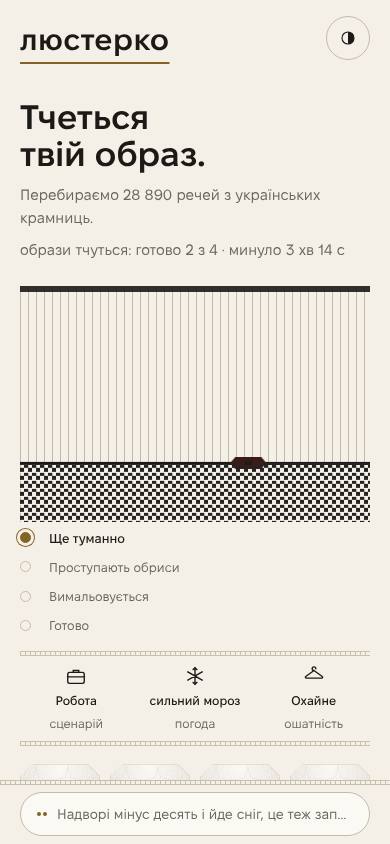 люстерко
Тчеться
твій образ.
Перебираємо 28 890 речей з українських
крамниць.
образи тчуться: готово 2 з 4 · минуло 3 хв 14 с
Ще туманно
Проступають обриси
Вимальовується
Готово
Робота
сильний мороз
Охайне
сценарій
погода
ошатність
Надворі мінус десять і йде сніг, це теж зап...